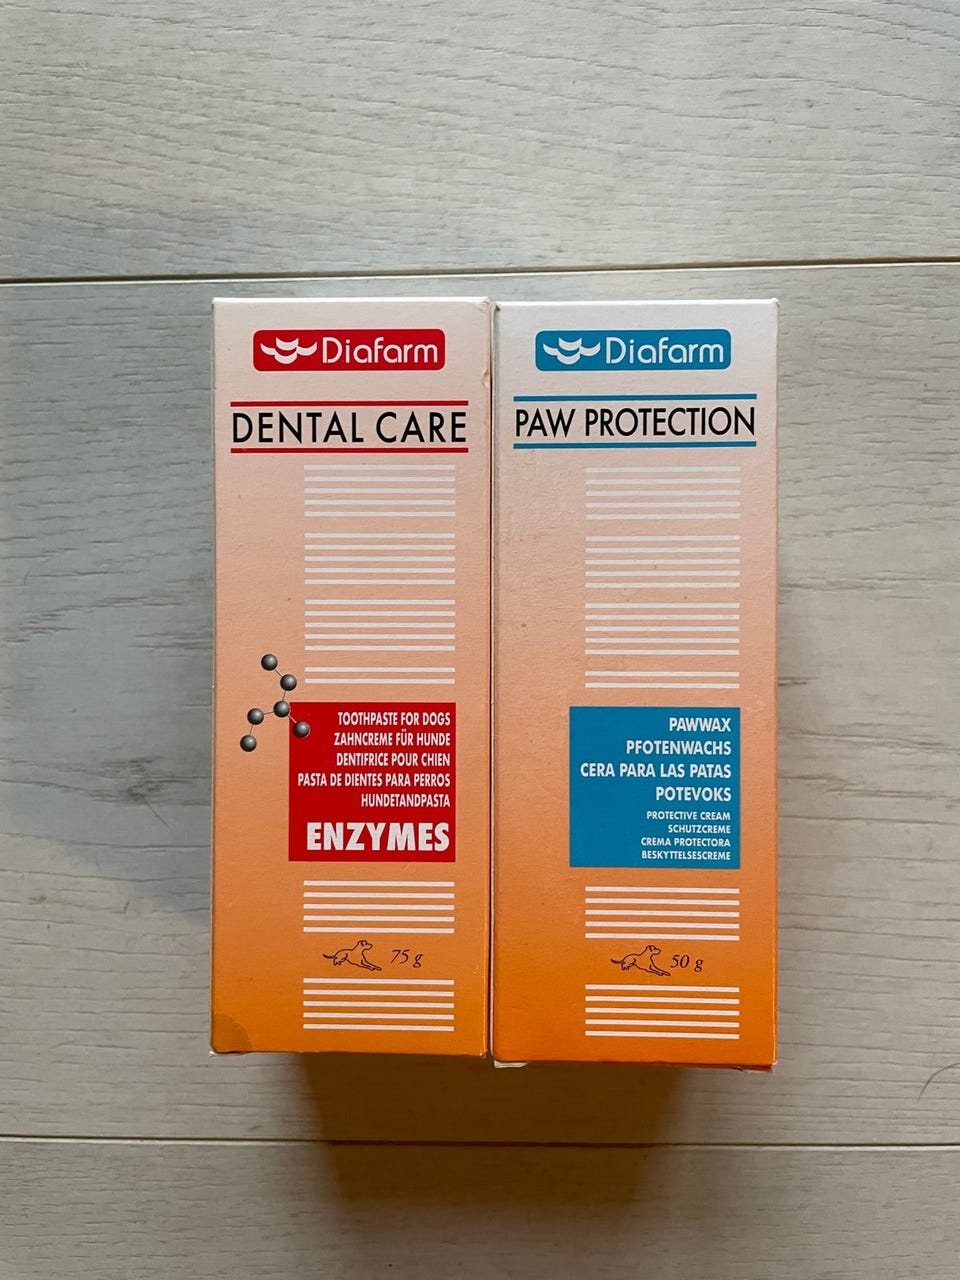 Diafarm
DENTAL CARE
TOOTHPASTE FOR DOGS
ZAHNCREME FÜR HUNDE
DENTIFRICE POUR CHIEN
PASTA DE DIENTES PARA PERROS
HUNDETANDPASTA
ENZYMES
75 g
Diafarm
PAW PROTECTION
PAWWAX
PFOTENWACHS
CERA PARA LAS PATAS
POTEVOKS
PROTECTIVE CREAM
SCHUTZCREME
CREMA PROTECTORA
BESKYTTELSESCREME
50 g